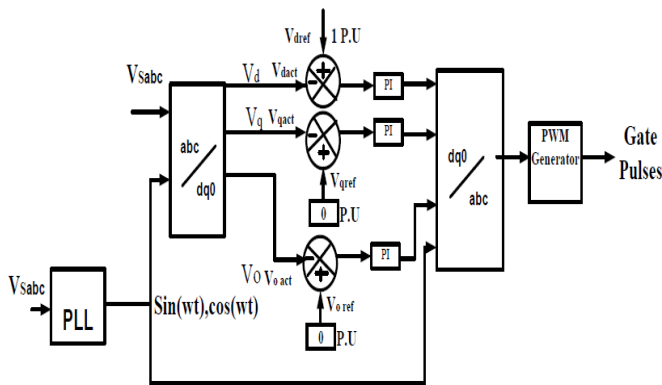 Vdref 1 P.U
VSabc
Vd Vdact
PI
Vq Vqact
PI
abc
dq0
Vqref
0 P.U
dq0
abc
PWM
Generator
Gate
Pulses
VO Vo act
PI
VSabc
PLL
Sin(wt),cos(wt)
Vo ref
0 P.U